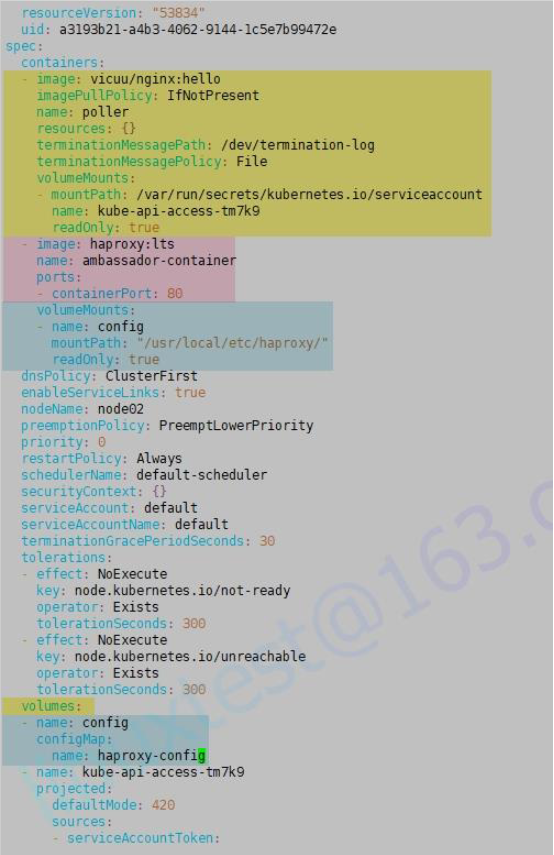 resourceVersion: "53834"
uid: a3193b21-a4b3-4062-9144-1c5e7b99472e
spec:
containers:
- image: vicuu/nginx:hello
imagePullPolicy: IfNotPresent
name: poller
resources: {}
terminationMessagePath: /dev/termination-log
terminationMessagePolicy: File
volumeMounts:
- mountPath: /var/run/secrets/kubernetes.io/serviceaccount
name: kube-api-access-tm7k9
readOnly: true
- image: haproxy:lts
name: ambassador-container
ports:
- containerPort: 80
volumeMounts:
- name: config
mountPath: "/usr/local/etc/haproxy/"
readOnly: true
dnsPolicy: ClusterFirst
enableServiceLinks: true
nodeName: node02
preemptionPolicy: PreemptLowerPriority
priority: 0
restartPolicy: Always
schedulerName: default-scheduler
securityContext: {}
serviceAccount: default
serviceAccountName: default
terminationGracePeriodSeconds: 30
tolerations:
- effect: NoExecute
key: node.kubernetes.io/not-ready
operator: Exists
tolerationSeconds: 300
- effect: NoExecute
key: node.kubernetes.io/unreachable
operator: Exists
tolerationSeconds: 300
volumes:
- name: config
configMap:
name: haproxy-config
- name: kube-api-access-tm7k9
projected:
defaultMode: 420
sources:
- serviceAccountToken: